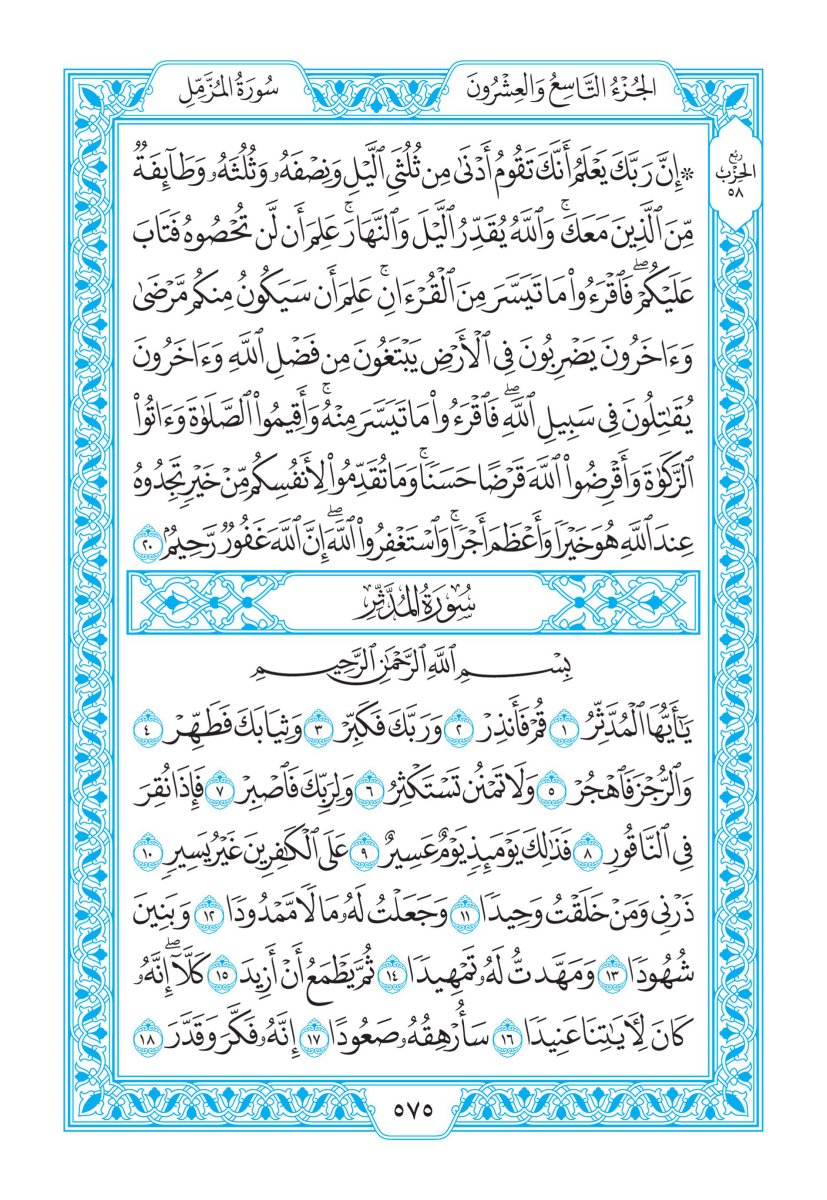 الجُزْءُ التَّاسِعُ وَالعِشْرُونَ
سُورَةُ المُزَّمِّلِ
رُبْعُ
الحِزْبِ
٥٨
۞ إِنَّ رَبَّكَ يَعْلَمُ أَنَّكَ تَقُومُ أَدْنَىٰ مِن ثُلُثَيِ ٱلَّيْلِ وَنِصْفَهُۥ وَثُلُثَهُۥ وَطَآئِفَةٌ
مِّنَ ٱلَّذِينَ مَعَكَۚ وَٱللَّهُ يُقَدِّرُ ٱلَّيْلَ وَٱلنَّهَارَۚ عَلِمَ أَن لَّن تُحْصُوهُ فَتَابَ
عَلَيْكُمْۖ فَٱقْرَءُوا۟ مَا تَيَسَّرَ مِنَ ٱلْقُرْءَانِۚ عَلِمَ أَن سَيَكُونُ مِنكُم مَّرْضَىٰ
وَءَاخَرُونَ يَضْرِبُونَ فِى ٱلْأَرْضِ يَبْتَغُونَ مِن فَضْلِ ٱللَّهِ وَءَاخَرُونَ
يُقَٰتِلُونَ فِى سَبِيلِ ٱللَّهِۖ فَٱقْرَءُوا۟ مَا تَيَسَّرَ مِنْهُۚ وَأَقِيمُوا۟ ٱلصَّلَوٰةَ وَءَاتُوا۟
ٱلزَّكَوٰةَ وَأَقْرِضُوا۟ ٱللَّهَ قَرْضًا حَسَنًاۚ وَمَا تُقَدِّمُوا۟ لِأَنفُسِكُم مِّنْ خَيْرٍ تَجِدُوهُ
عِندَ ٱللَّهِ هُوَ خَيْرًا وَأَعْظَمَ أَجْرًاۚ وَٱسْتَغْفِرُوا۟ ٱللَّهَۖ إِنَّ ٱللَّهَ غَفُورٌ رَّحِيمٌۢ ٢٠
سُورَةُ المُدَّثِّرِ
بِسْمِ ٱللَّهِ ٱلرَّحْمَٰنِ ٱلرَّحِيمِ
يَٰٓأَيُّهَا ٱلْمُدَّثِّرُ ١ قُمْ فَأَنذِرْ ٢ وَرَبَّكَ فَكَبِّرْ ٣ وَثِيَابَكَ فَطَهِّرْ ٤
وَٱلرُّجْزَ فَٱهْجُرْ ٥ وَلَا تَمْنُن تَسْتَكْثِرُ ٦ وَلِرَبِّكَ فَٱصْبِرْ ٧ فَإِذَا نُقِرَ
فِى ٱلنَّاقُورِ ٨ فَذَٰلِكَ يَوْمَئِذٍ يَوْمٌ عَسِيرٌ ٩ عَلَى ٱلْكَٰفِرِينَ غَيْرُ يَسِيرٍ ١٠
ذَرْنِى وَمَنْ خَلَقْتُ وَحِيدًا ١١ وَجَعَلْتُ لَهُۥ مَالًا مَّمْدُودًا ١٢ وَبَنِينَ
شُهُودًا ١٣ وَمَهَّدتُّ لَهُۥ تَمْهِيدًا ١٤ ثُمَّ يَطْمَعُ أَنْ أَزِيدَ ١٥ كَلَّآۖ إِنَّهُۥ
كَانَ لِءَايَٰتِنَا عَنِيدًا ١٦ سَأُرْهِقُهُۥ صَعُودًا ١٧ إِنَّهُۥ فَكَّرَ وَقَدَّرَ ١٨
٥٧٥